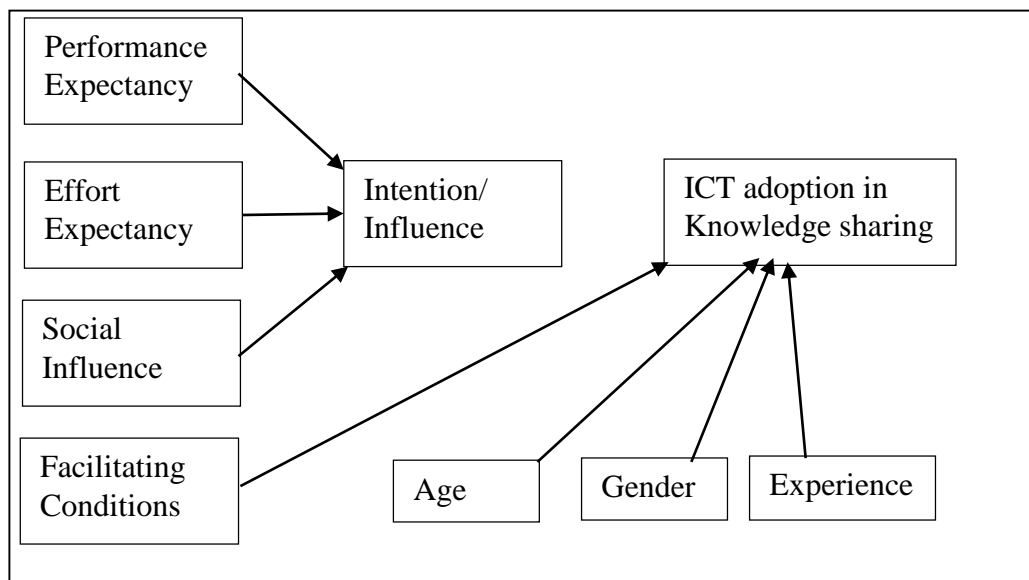 Performance
Expectancy
Effort
Expectancy
Intention/
Influence
ICT adoption in
Knowledge sharing
Social
Influence
Facilitating
Conditions
Age
Gender
Experience